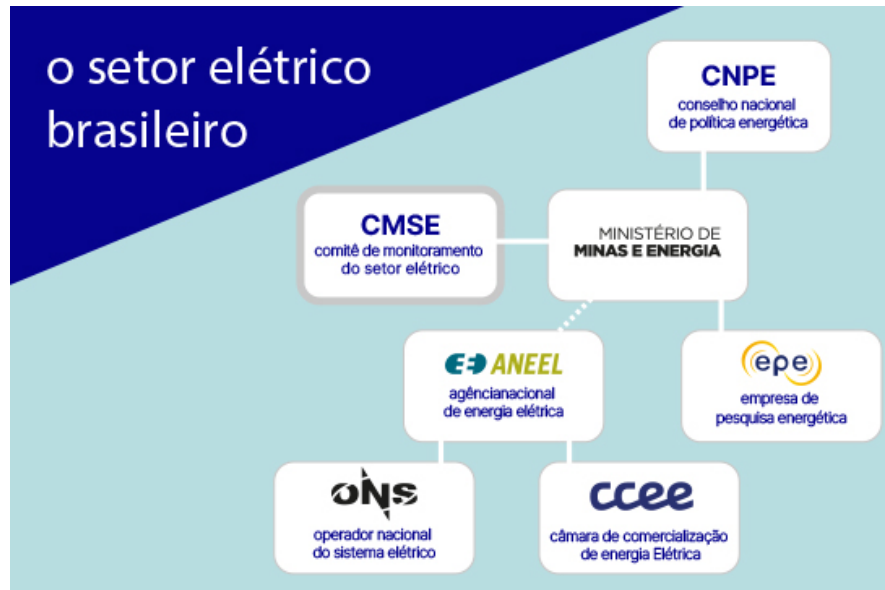 o setor elétrico
brasileiro
CNPE
conselho nacional
de política energética
CMSE
comitê de monitoramento
do setor elétrico
MINISTÉRIO DE
MINAS E ENERGIA
ANEEL
agêncianacional
de energia elétrica
epe
empresa de
pesquisa energética
ONS
operador nacional
do sistema elétrico
ccee
câmara de comercialização
de energia Elétrica